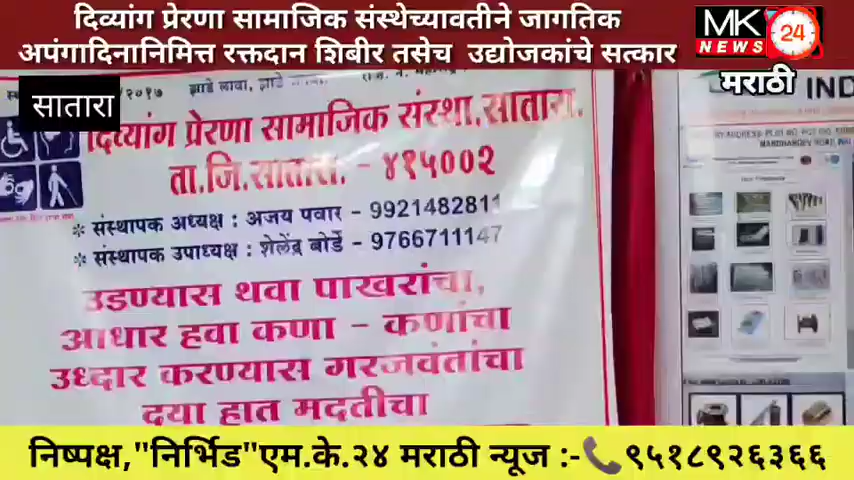 दिव्यांग प्रेरणा सामाजिक संस्थेच्यावतीने जागतिक
अपंगादिनानिमित्त रक्तदान शिबीर तसेच उद्योजकांचे सत्कार
MK
NEWS
24
मराठी
सातारा
/२०१७ झाडे लावा, झाडे
IND
दिव्यांग प्रेरणा सामाजिक संस्था,सातारा.
ता.जि.सातारा. - ४१५००२
* संस्थापक अध्यक्ष : अजय पवार - 9921482811
* संस्थापक उपाध्यक्ष : शेलेंद्र बोर्डे - 9766711147
उडण्यास थवा पाखरांचा,
आधार हवा कणा - कणांचा
उध्दार करण्यास गरजवंतांचा
दया हात मदतीचा
निष्पक्ष,"निर्भिड"एम.के.२४ मराठी न्यूज :-📞९५१८९२६३६६